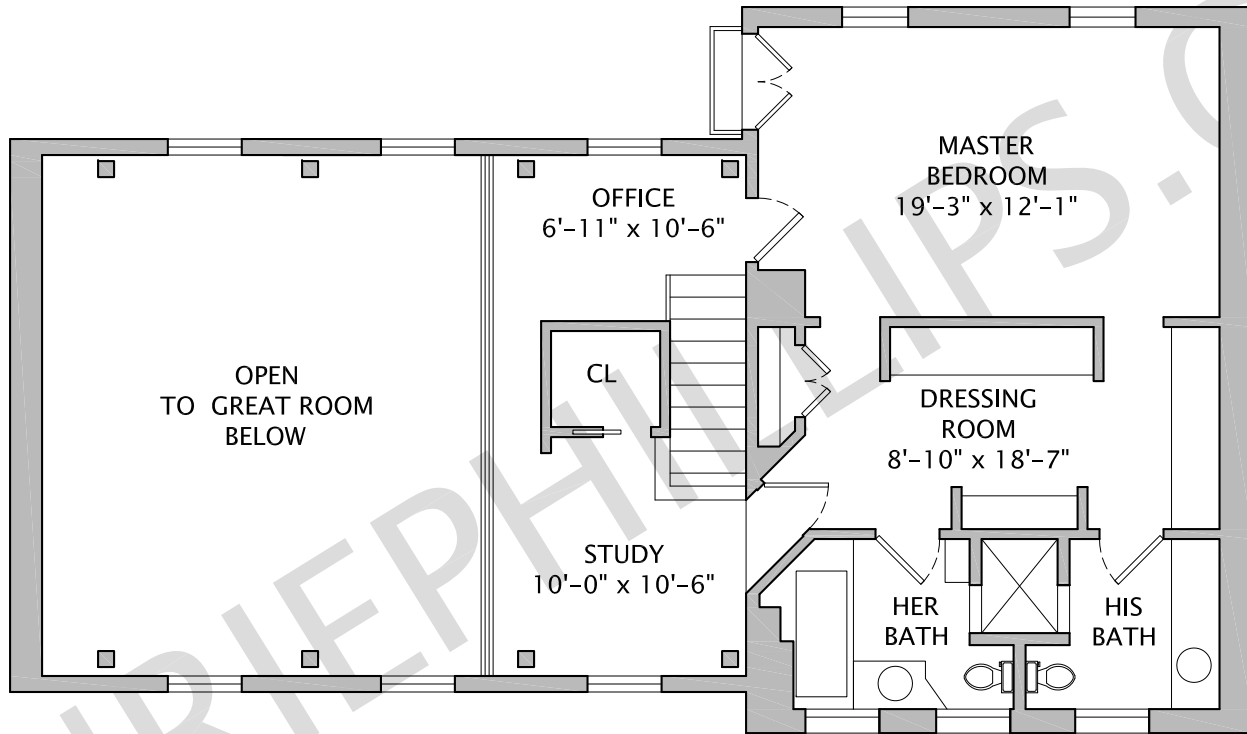 MASTER
BEDROOM
19'-3" x 12'-1"
OFFICE
6'-11" x 10'-6"
OPEN
TO GREAT ROOM
BELOW
CL
DRESSING
ROOM
8'-10" x 18'-7"
STUDY
10'-0" x 10'-6"
HER
BATH
HIS
BATH